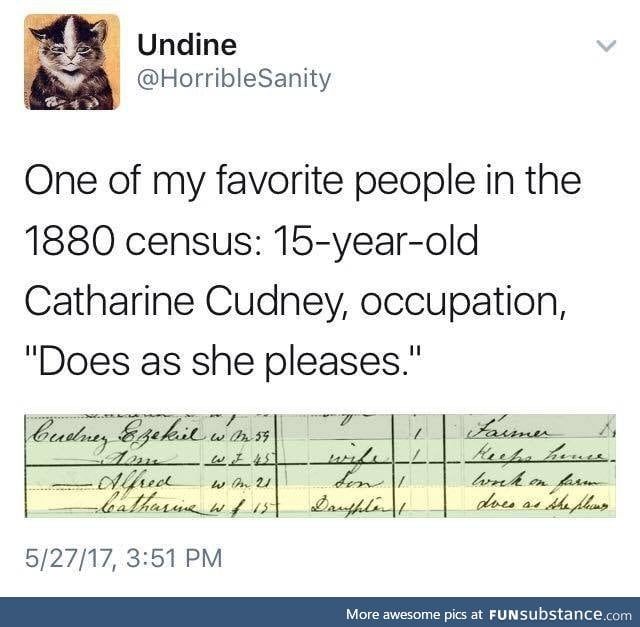 Undine
@HorribleSanity
One of my favorite people in the
1880 census: 15-year-old
Catharine Cudney, occupation,
"Does as she pleases."
Cudney Ezekiel W M 59 1 Farmer
W F 45 wife 1 Keeps house
Alfred W M 21 Son 1 work on farm
Catharine W f 15 Daughter 1 does as she pleases
5/27/17, 3:51 PM
More awesome pics at FUNsubstance.com